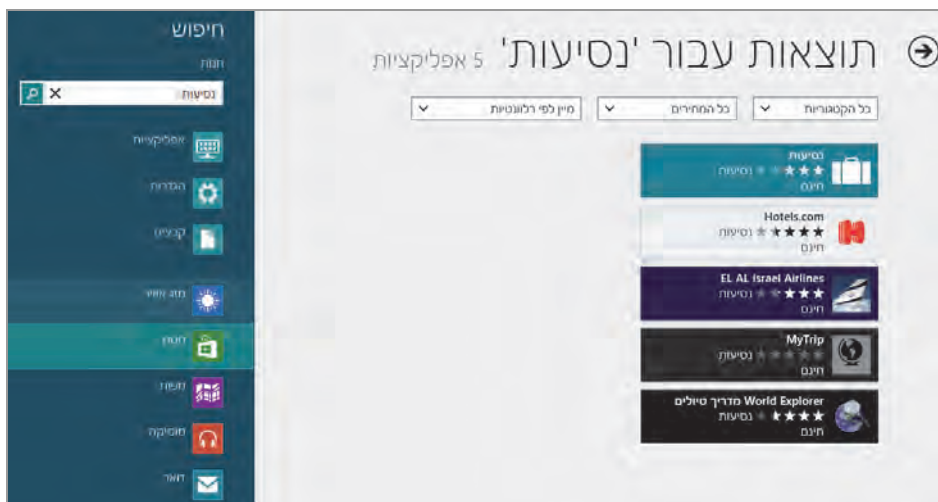 תוצאות עבור 'נסיעות' 5 אפליקציות
כל הקטגוריות
כל המחירים
מיין לפי רלוונטיות
נסיעות
נסיעות
חינם
Hotels.com
נסיעות
חינם
EL AL Israel Airlines
נסיעות
חינם
MyTrip
נסיעות
חינם
World Explorer מדריך טיולים
נסיעות
חינם
חיפוש
חנות
נסיעות
אפליקציות
הגדרות
קבצים
מזג אוויר
חנות
מפות
מוסיקה
דואר